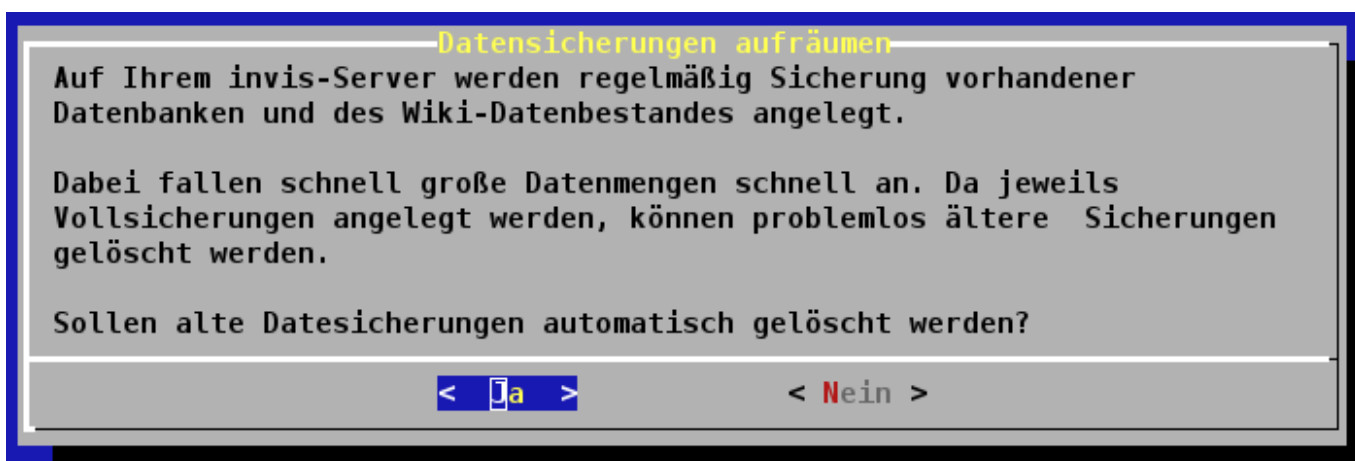 Datensicherungen aufräumen
Auf Ihrem invis-Server werden regelmäßig Sicherung vorhandener
Datenbanken und des Wiki-Datenbestandes angelegt.
Dabei fallen schnell große Datenmengen schnell an. Da jeweils
Vollsicherungen angelegt werden, können problemlos ältere  Sicherungen
gelöscht werden.
Sollen alte Datesicherungen automatisch gelöscht werden?
<  Ja  > < Nein >